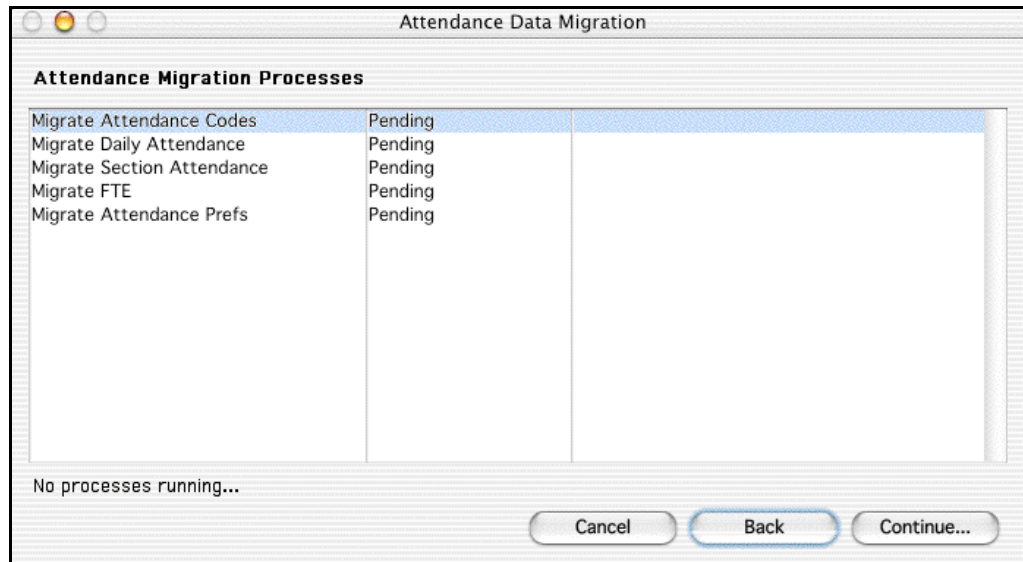 Attendance Data Migration
Attendance Migration Processes
Migrate Attendance Codes Pending
Migrate Daily Attendance Pending
Migrate Section Attendance Pending
Migrate FTE Pending
Migrate Attendance Prefs Pending
No processes running...
Cancel Back Continue...